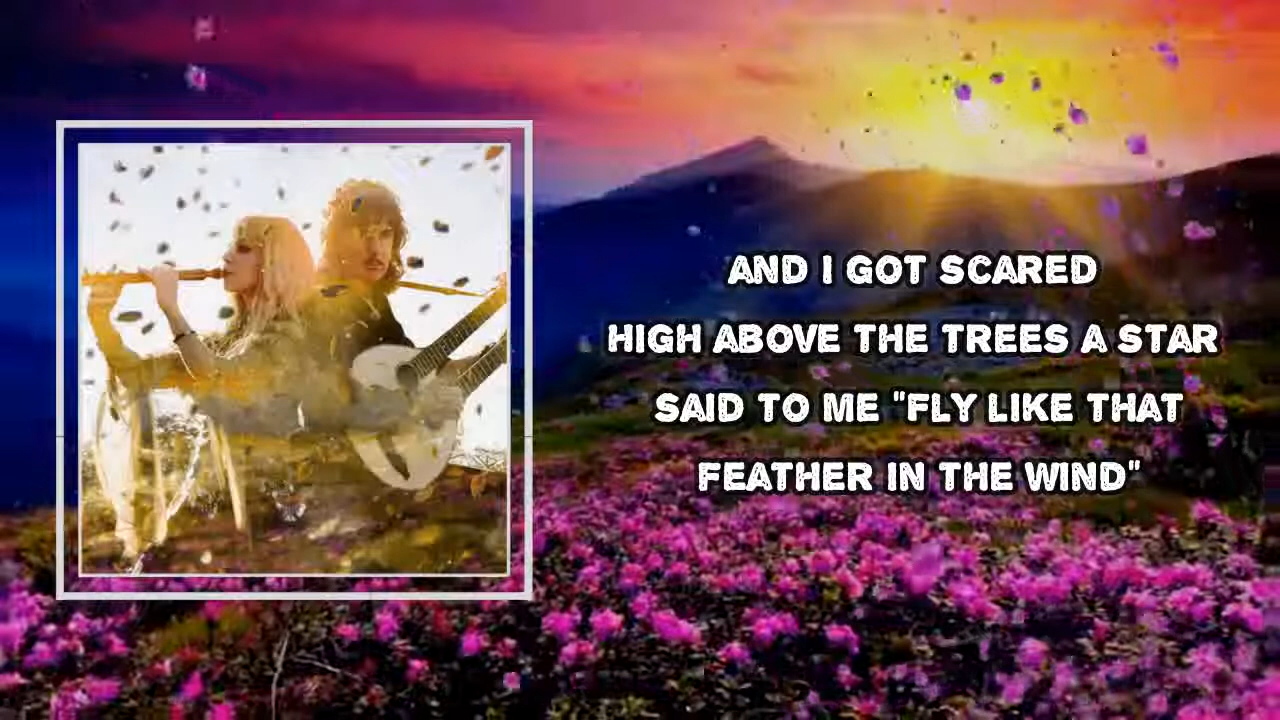 AND I GOT SCARED
HIGH ABOVE THE TREES A STAR
SAID TO ME "FLY LIKE THAT
FEATHER IN THE WIND"